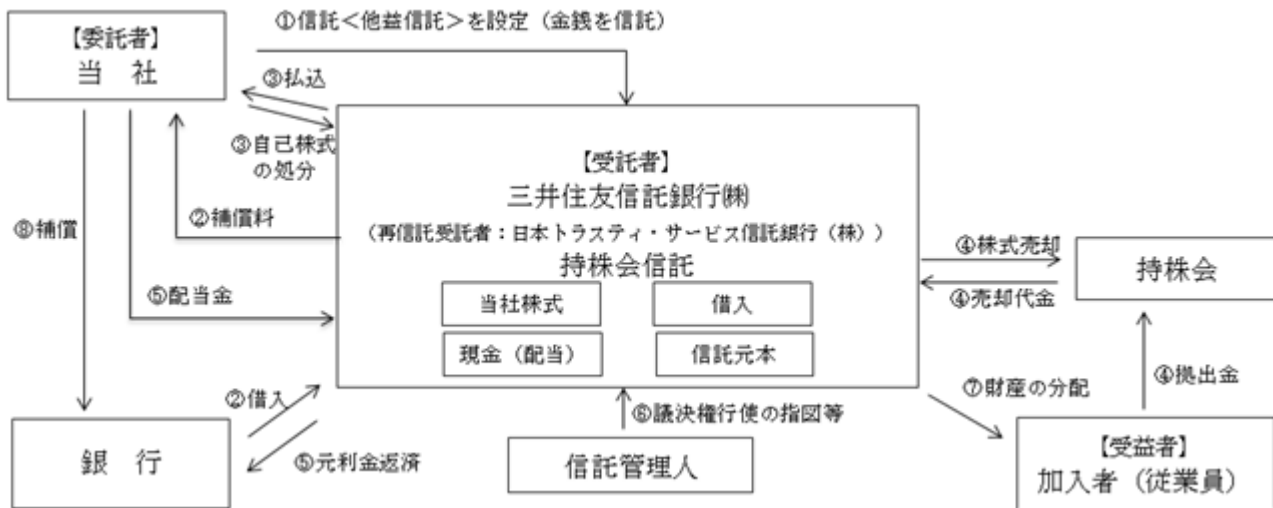 ①信託＜他益信託＞を設定（金銭を信託）
【委託者】
当　社
③払込
③自己株式
の処分
【受託者】
三井住友信託銀行㈱
（再信託受託者：日本トラスティ・サービス信託銀行（株））
持株会信託
②補償料
⑧補償
④株式売却
持株会
④売却代金
⑤配当金
当社株式
借入
現金（配当）
信託元本
④拠出金
⑦財産の分配
②借入
⑥議決権行使の指図等
銀　行
⑤元利金返済
信託管理人
【受益者】
加入者（従業員）